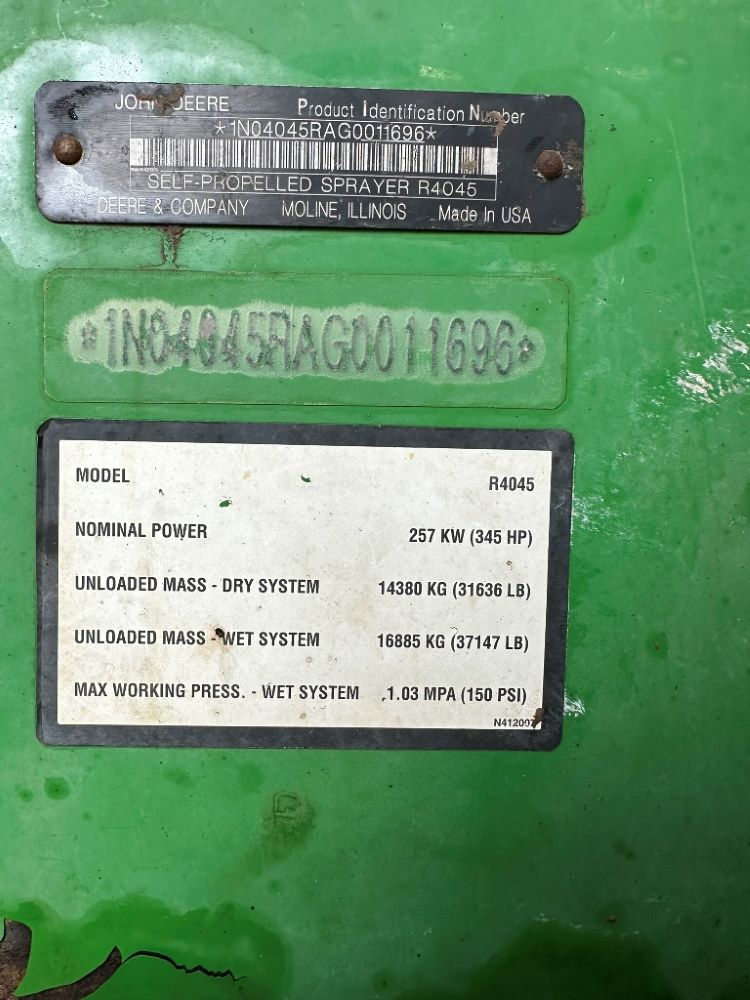 JOHN DEERE Product Identification Number
*1N04045RAG0011696*
SELF-PROPELLED SPRAYER R4045
DEERE & COMPANY MOLINE, ILLINOIS Made In USA
*1N04045RAG0011696*
MODEL R4045
NOMINAL POWER 257 KW (345 HP)
UNLOADED MASS - DRY SYSTEM 14380 KG (31636 LB)
UNLOADED MASS - WET SYSTEM 16885 KG (37147 LB)
MAX WORKING PRESS. - WET SYSTEM 1.03 MPA (150 PSI)